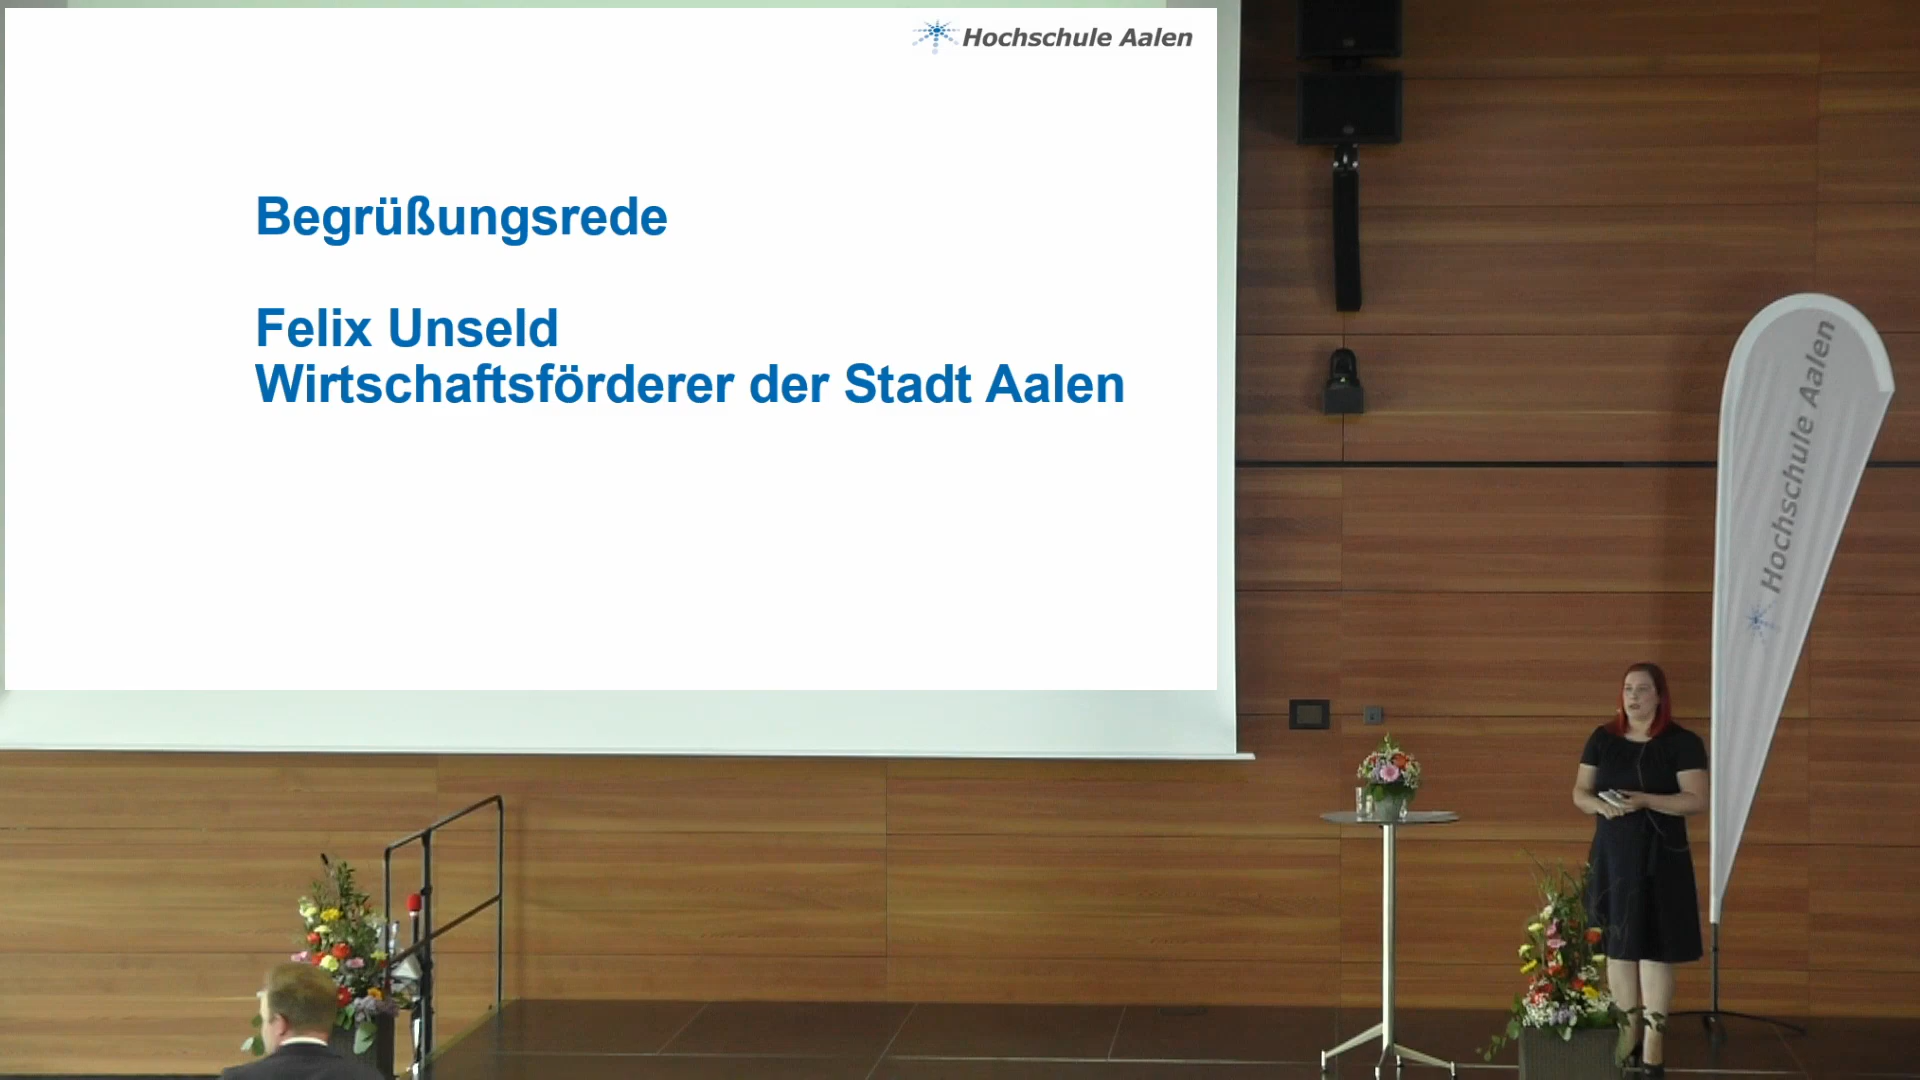 Hochschule Aalen
Begrüßungsrede
Felix Unseld
Wirtschaftsförderer der Stadt Aalen
Hochschule Aalen